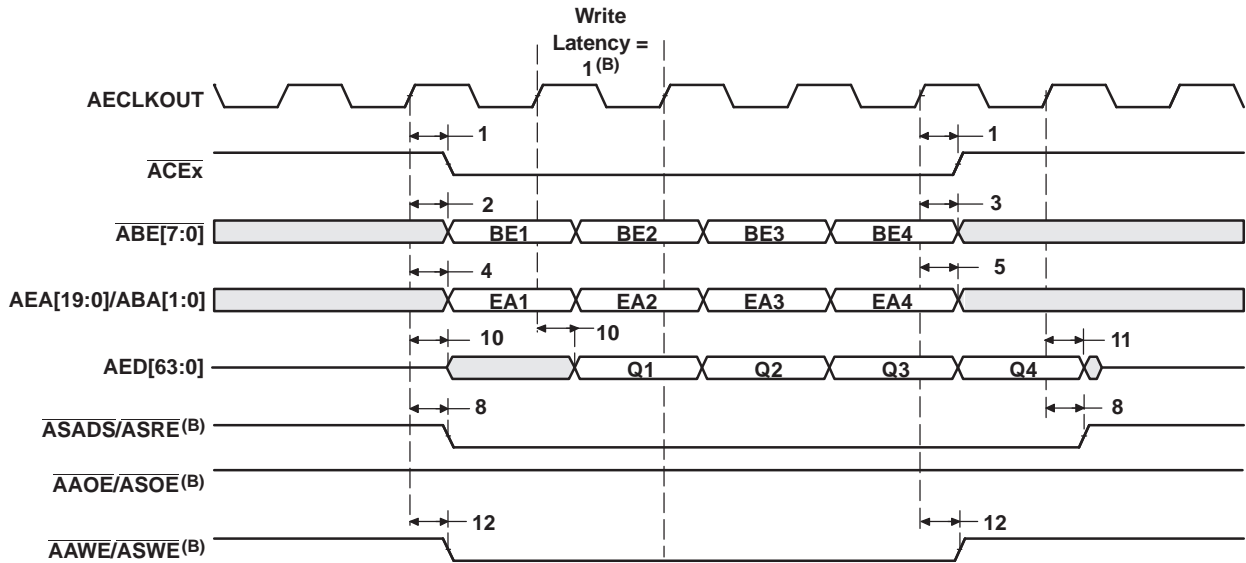 Write
Latency =
1(B)
AECLKOUT
1 1
ACEx
2 3
ABE[7:0] BE1 BE2 BE3 BE4
4 5
AEA[19:0]/ABA[1:0] EA1 EA2 EA3 EA4
10 10 11
AED[63:0] Q1 Q2 Q3 Q4
8 8
ASADS/ASRE(B)
AAOE/ASOE(B)
12 12
AAWE/ASWE(B)